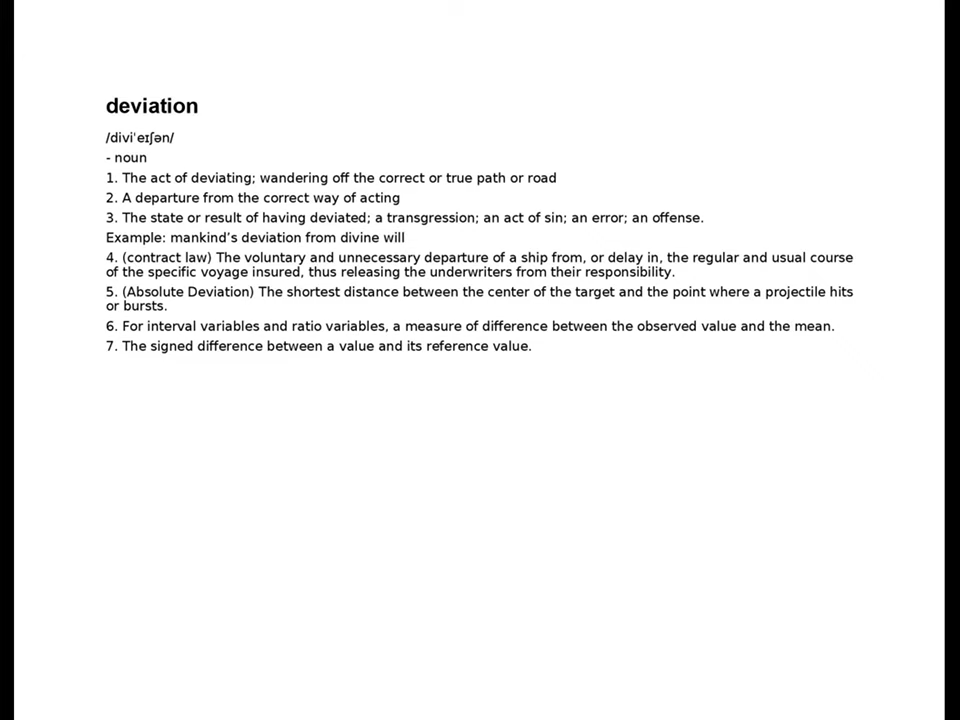 deviation
/diviˈeɪʃən/
- noun
1. The act of deviating; wandering off the correct or true path or road
2. A departure from the correct way of acting
3. The state or result of having deviated; a transgression; an act of sin; an error; an offense.
Example: mankind’s deviation from divine will
4. (contract law) The voluntary and unnecessary departure of a ship from, or delay in, the regular and usual course
of the specific voyage insured, thus releasing the underwriters from their responsibility.
5. (Absolute Deviation) The shortest distance between the center of the target and the point where a projectile hits
or bursts.
6. For interval variables and ratio variables, a measure of difference between the observed value and the mean.
7. The signed difference between a value and its reference value.